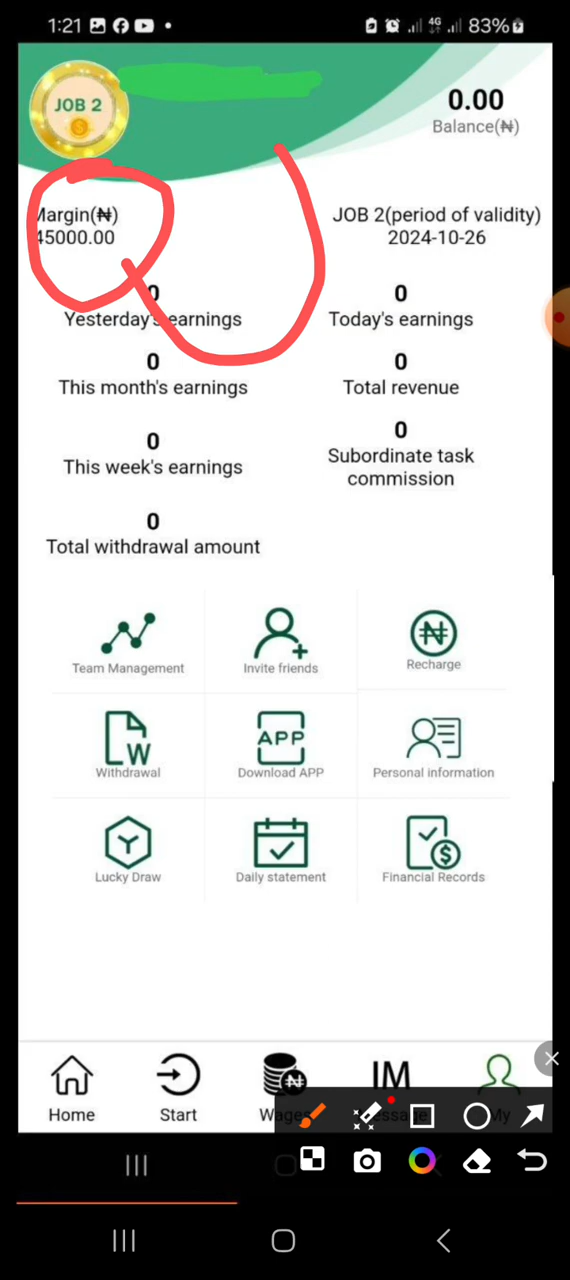 1:21
4G
83%
JOB 2
0.00
Balance(₦)
Margin(₦)
45000.00
JOB 2(period of validity)
2024-10-26
0
Yesterday's earnings
0
Today's earnings
0
This month's earnings
0
Total revenue
0
This week's earnings
0
Subordinate task
commission
0
Total withdrawal amount
Team Management
Invite friends
₦
Recharge
W
Withdrawal
APP
Download APP
Personal information
Lucky Draw
Daily statement
$
Financial Records
Home
Start
Wages
IM
Message
My